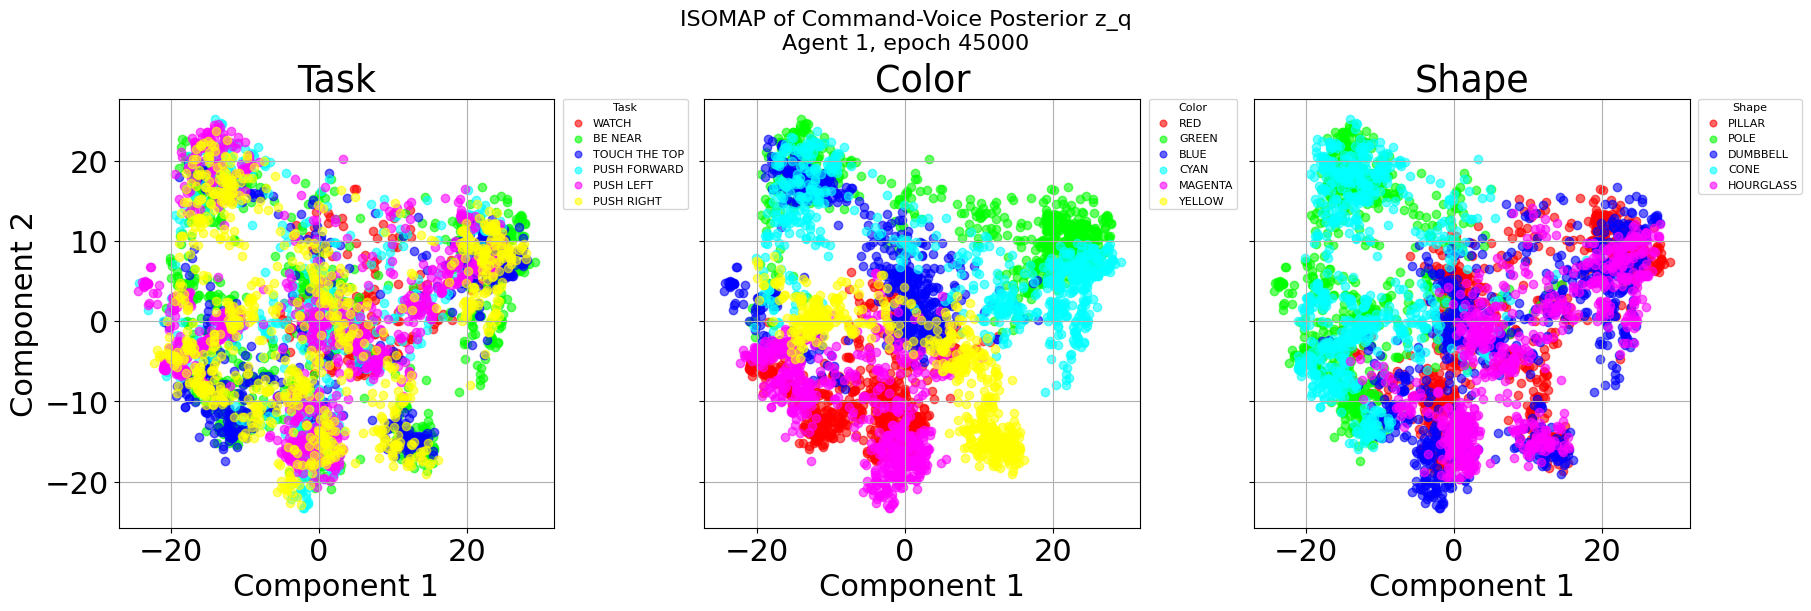 ISOMAP of Command-Voice Posterior z_q
Agent 1, epoch 45000
Task
Component 2
20
10
0
−10
−20
−20
0
20
Component 1
Task
WATCH
BE NEAR
TOUCH THE TOP
PUSH FORWARD
PUSH LEFT
PUSH RIGHT
Color
−20
0
20
Component 1
Color
RED
GREEN
BLUE
CYAN
MAGENTA
YELLOW
Shape
−20
0
20
Component 1
Shape
PILLAR
POLE
DUMBBELL
CONE
HOURGLASS